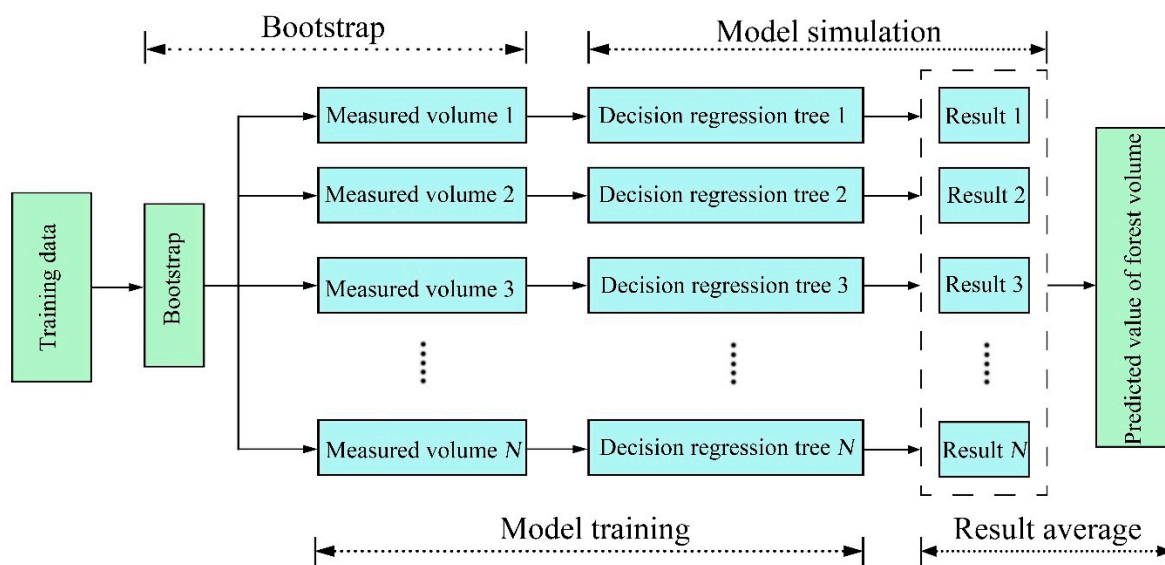 Bootstrap
Model simulation
Training data
Bootstrap
Measured volume 1
Decision regression tree 1
Result 1
Measured volume 2
Decision regression tree 2
Result 2
Measured volume 3
Decision regression tree 3
Result 3
Measured volume N
Decision regression tree N
Result N
Predicted value of forest volume
Model training
Result average